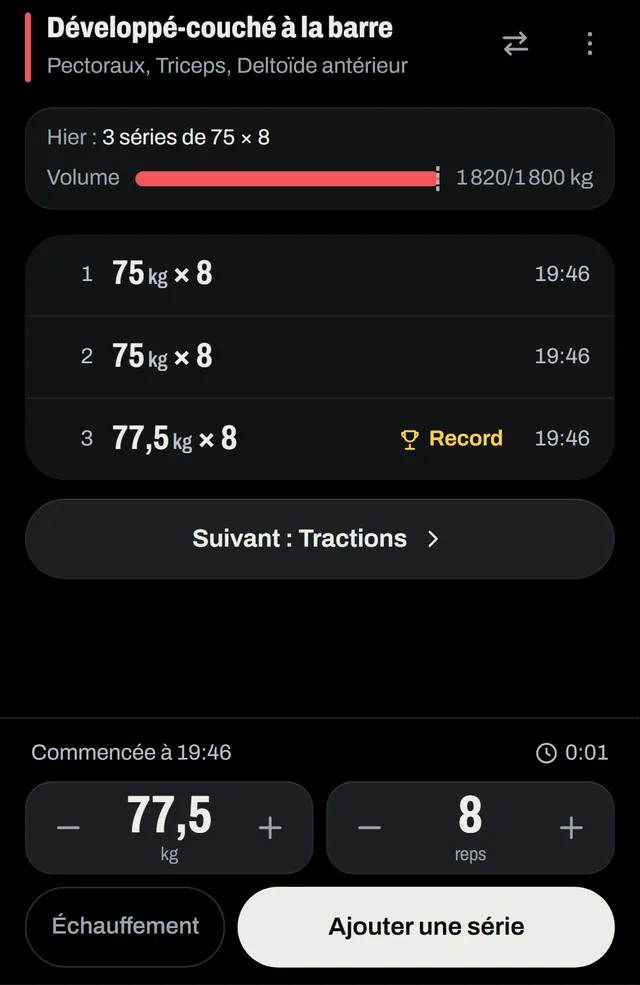 Développé-couché à la barre
Pectoraux, Triceps, Deltoïde antérieur
Hier : 3 séries de 75 × 8
Volume 1 820/1 800 kg
1 75 kg × 8 19:46
2 75 kg × 8 19:46
3 77,5 kg × 8 Record 19:46
Suivant : Tractions
Commencée à 19:46 0:01
− 77,5 + − 8 +
kg reps
Échauffement Ajouter une série